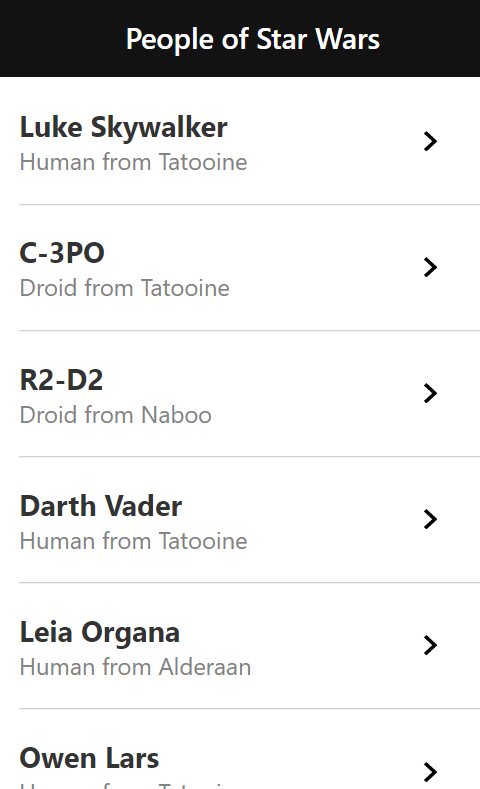 People of Star Wars
Luke Skywalker
Human from Tatooine
C-3PO
Droid from Tatooine
R2-D2
Droid from Naboo
Darth Vader
Human from Tatooine
Leia Organa
Human from Alderaan
Owen Lars